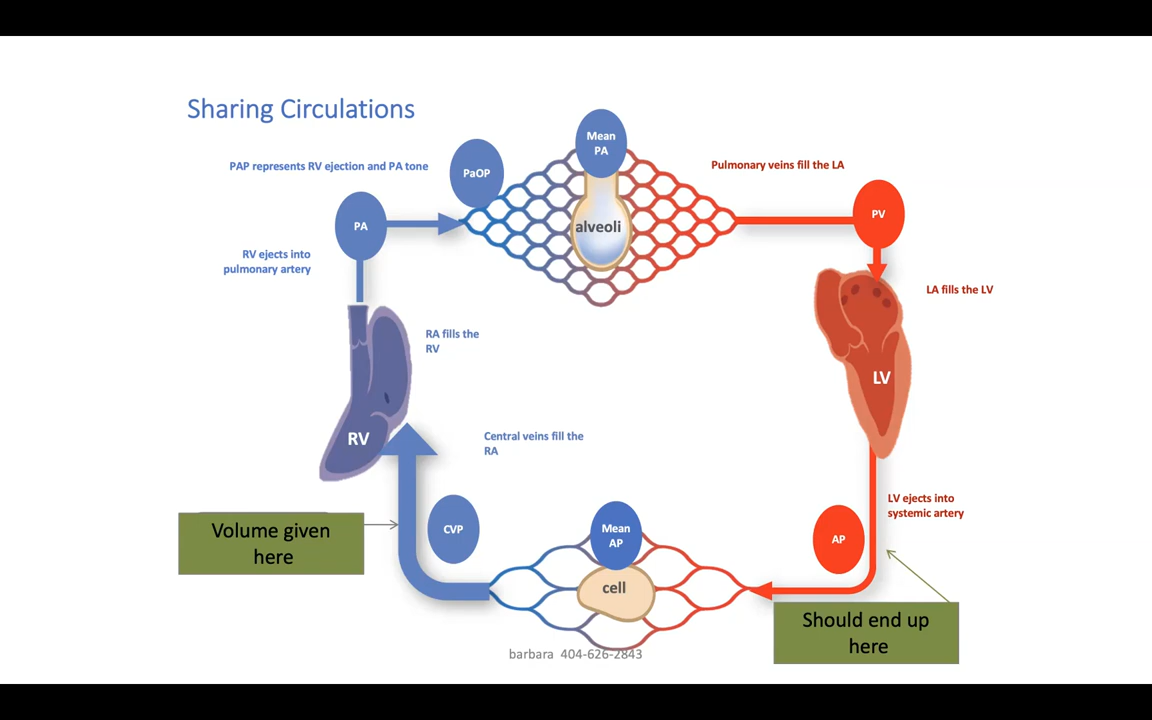 Sharing Circulations
Mean
PA
PAP represents RV ejection and PA tone
PaOP
Pulmonary veins fill the LA
PA
alveoli
PV
RV ejects into
pulmonary artery
LA fills the LV
RA fills the
RV
LV
RV
Central veins fill the
RA
LV ejects into
systemic artery
Volume given
here
CVP
Mean
AP
AP
cell
Should end up
here
barbara 404-626-2843